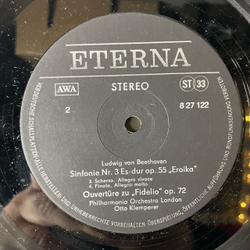 ETERNA
AWA
STEREO
ST 33
2
8 27 122
Ludwig van Beethoven
Sinfonie Nr. 3 Es-dur op. 55 „Eroika"
3. Scherzo. Allegro vivace
4. Finale. Allegro molto
Ouvertüre zu „Fidelio" op. 72
Philharmonia Orchestra London
Otto Klemperer